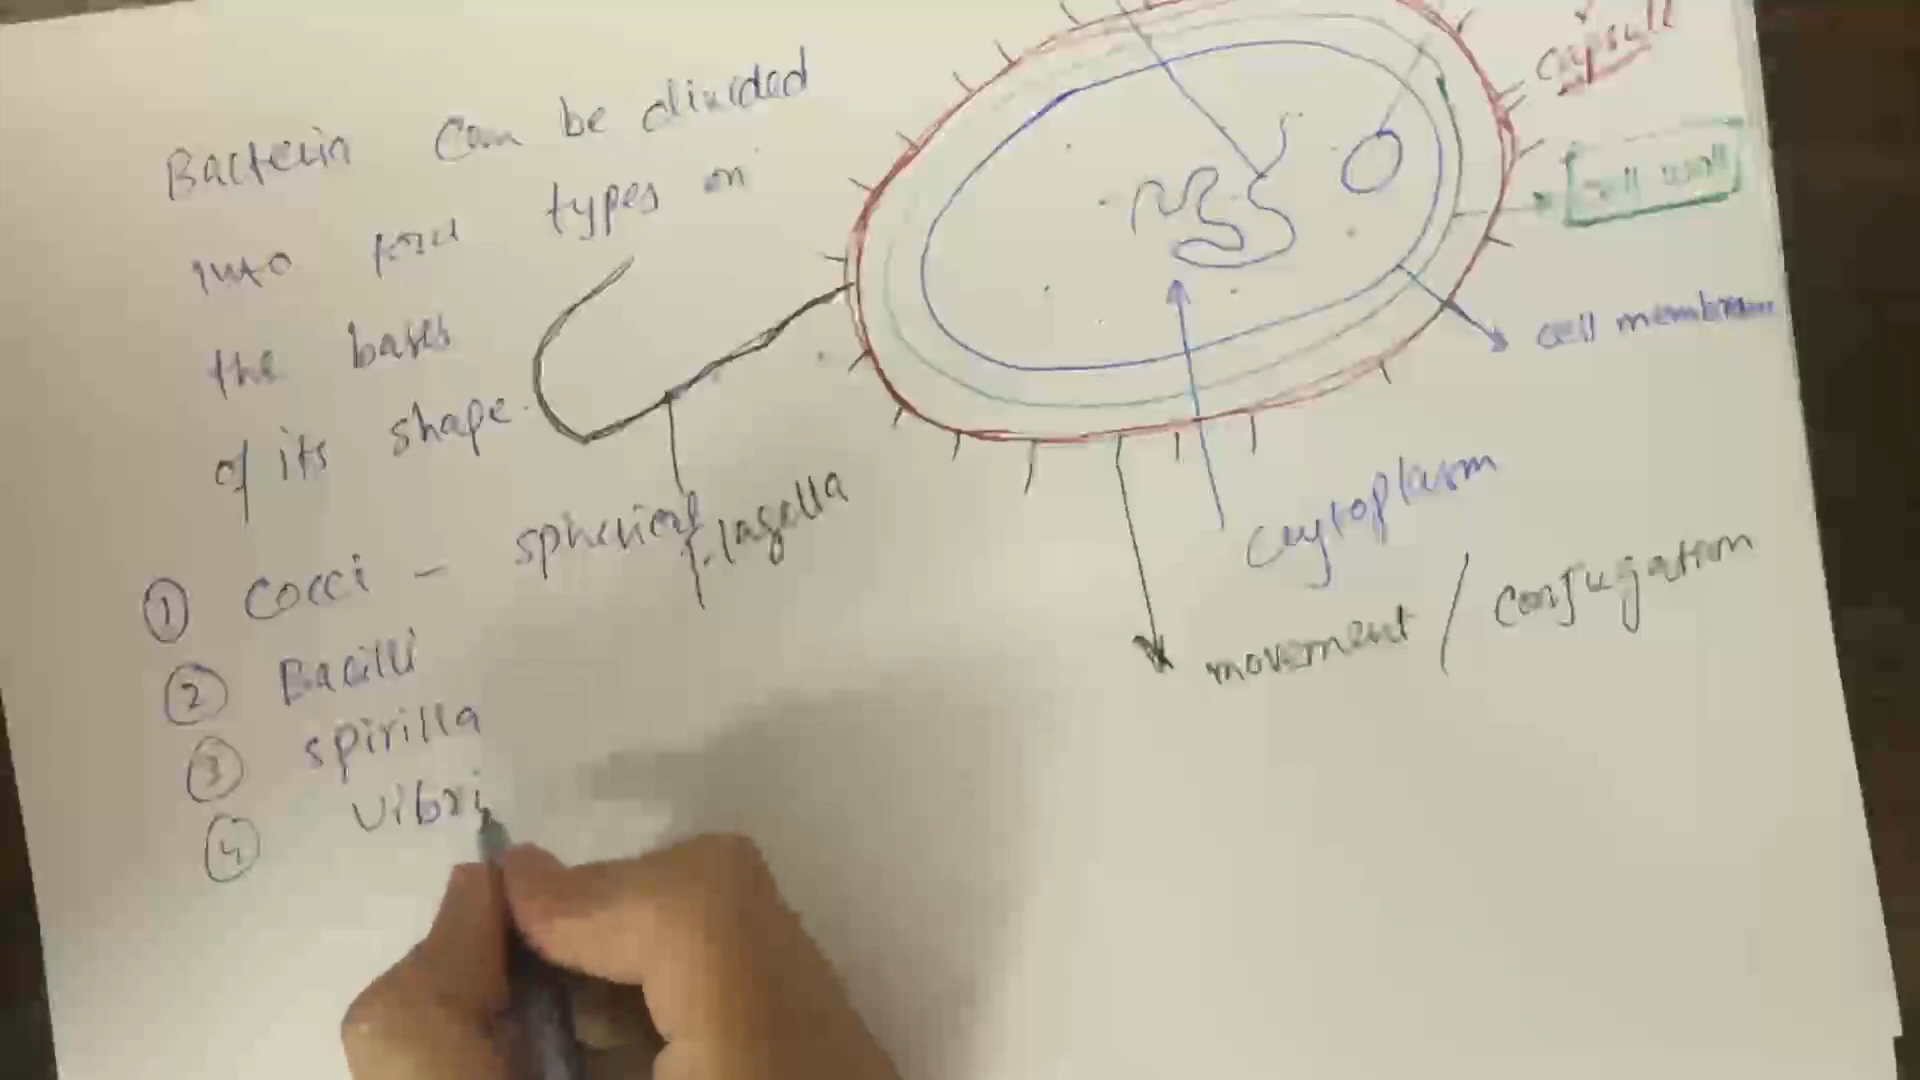 Bacteria Can be divided
into four types on
the bases
of its shape.
① Cocci - spherical
② Bacilli
③ spirilla
④ vibri
flagella
capsule
cell wall
cell membrane
Cytoplasm
movement / conjugation